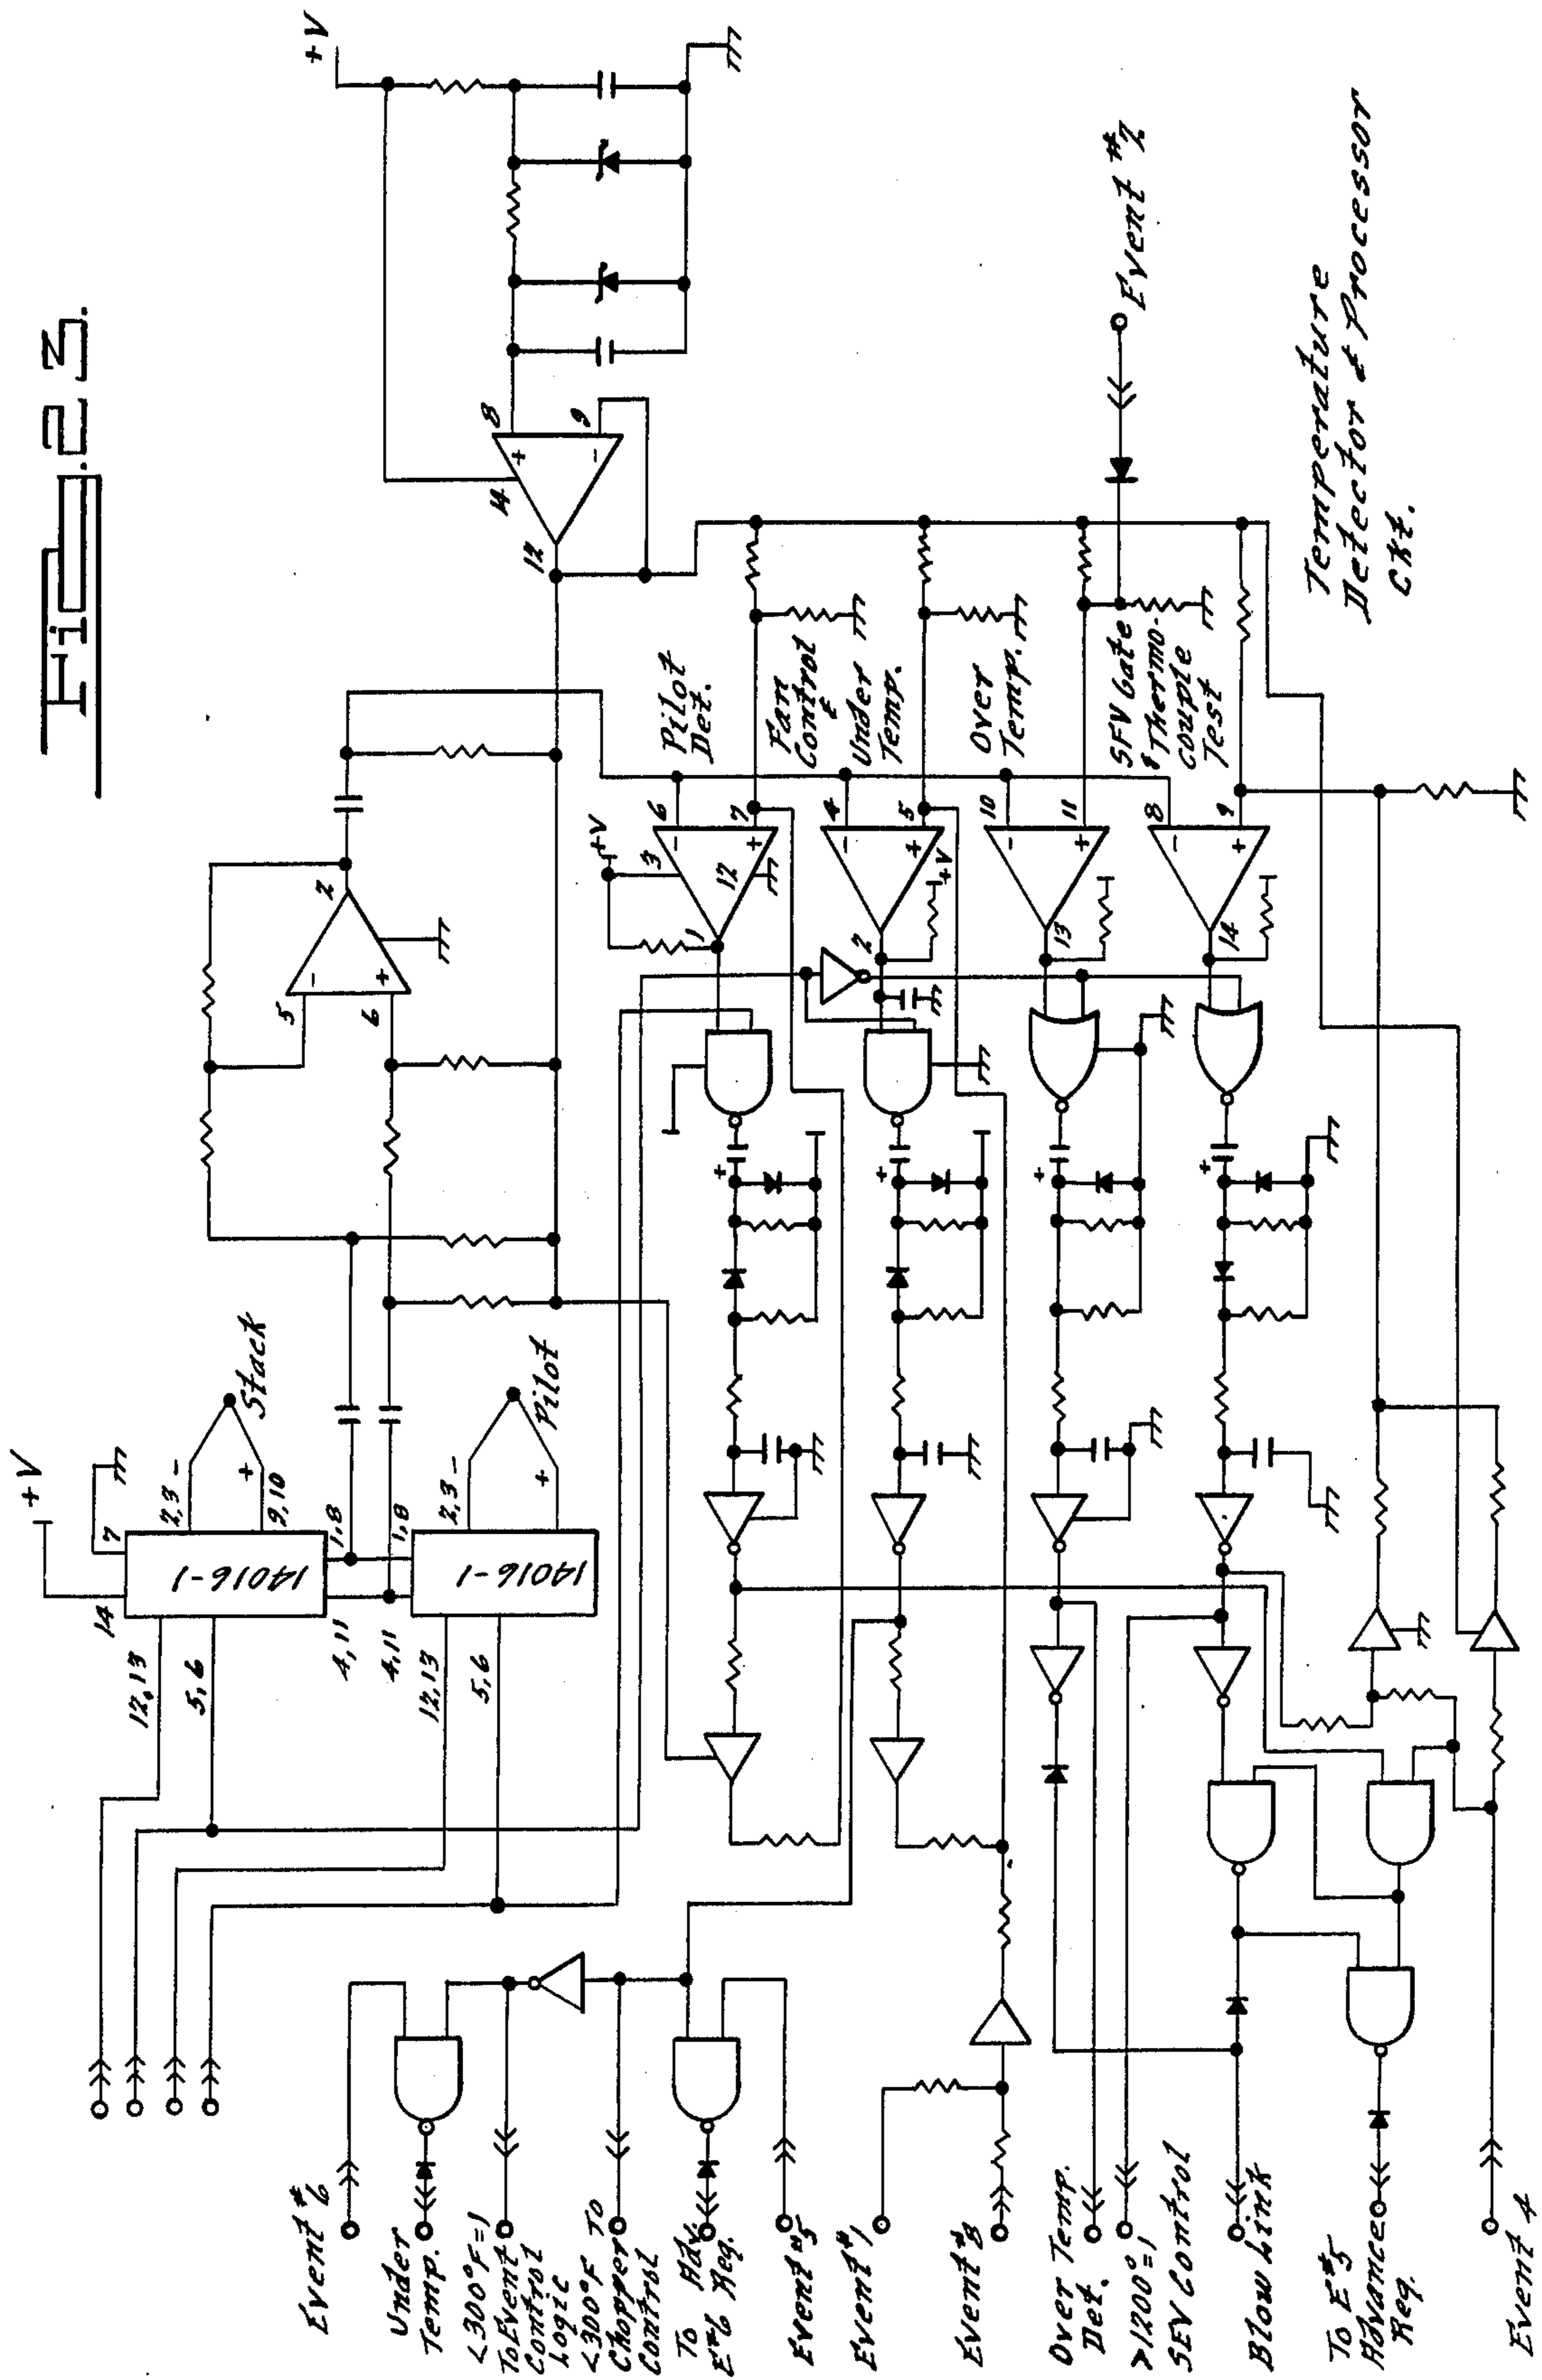 Fig. 23.
+V
14
7
2,3 -
+
9,10
Stack
14016-1
12,13
5,6
4,11
1,8
4,11
1,8
12,13
5,6
2,3 -
+
Pilot
14016-1
5
-
6
+
2
+V
14
8
+
9
-
12
Pilot
Det.
+V
3
6
-
7
+
12
1
Fan
Control
&
Under
Temp.
4
-
5
+
2
+V
Over
Temp.
10
-
11
+
13
SFV Gate
& Thermo-
couple
Test
8
-
9
+
14
+
+
+
+
Event #6
Under
Temp.
<300°F=1
To Event
Control
Logic
<300°F To
Chopper
Control
To Adv.
E#6 Req.
Event #5
Event #1
Event #3
Over Temp.
Det.
>1200°=1
SEV Control
Blow Link
To E#5
Advance
Req.
Event 4
Temperature
Detector & Processor
Ckt.